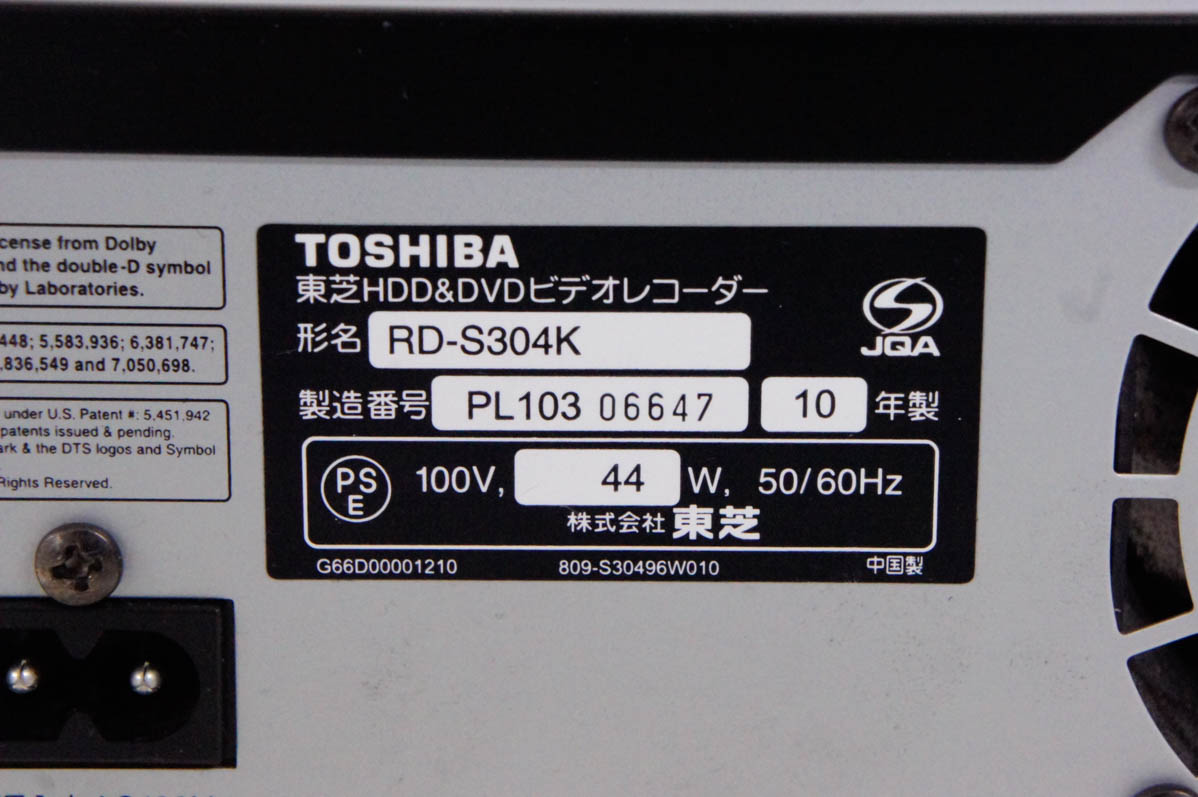 cense from Dolby
nd the double-D symbol
by Laboratories.
448; 5,583,936; 6,381,747;
,836,549 and 7,050,698.
under U.S. Patent #: 5,451,942
patents issued & pending.
ark & the DTS logos and Symbol
Rights Reserved.
TOSHIBA
東芝HDD&DVDビデオレコーダー
形名 RD-S304K
JQA
製造番号 PL103 06647 10 年製
PS
E
100V, 44 W, 50/60Hz
株式会社 東芝
G66D00001210 809-S30496W010 中国製